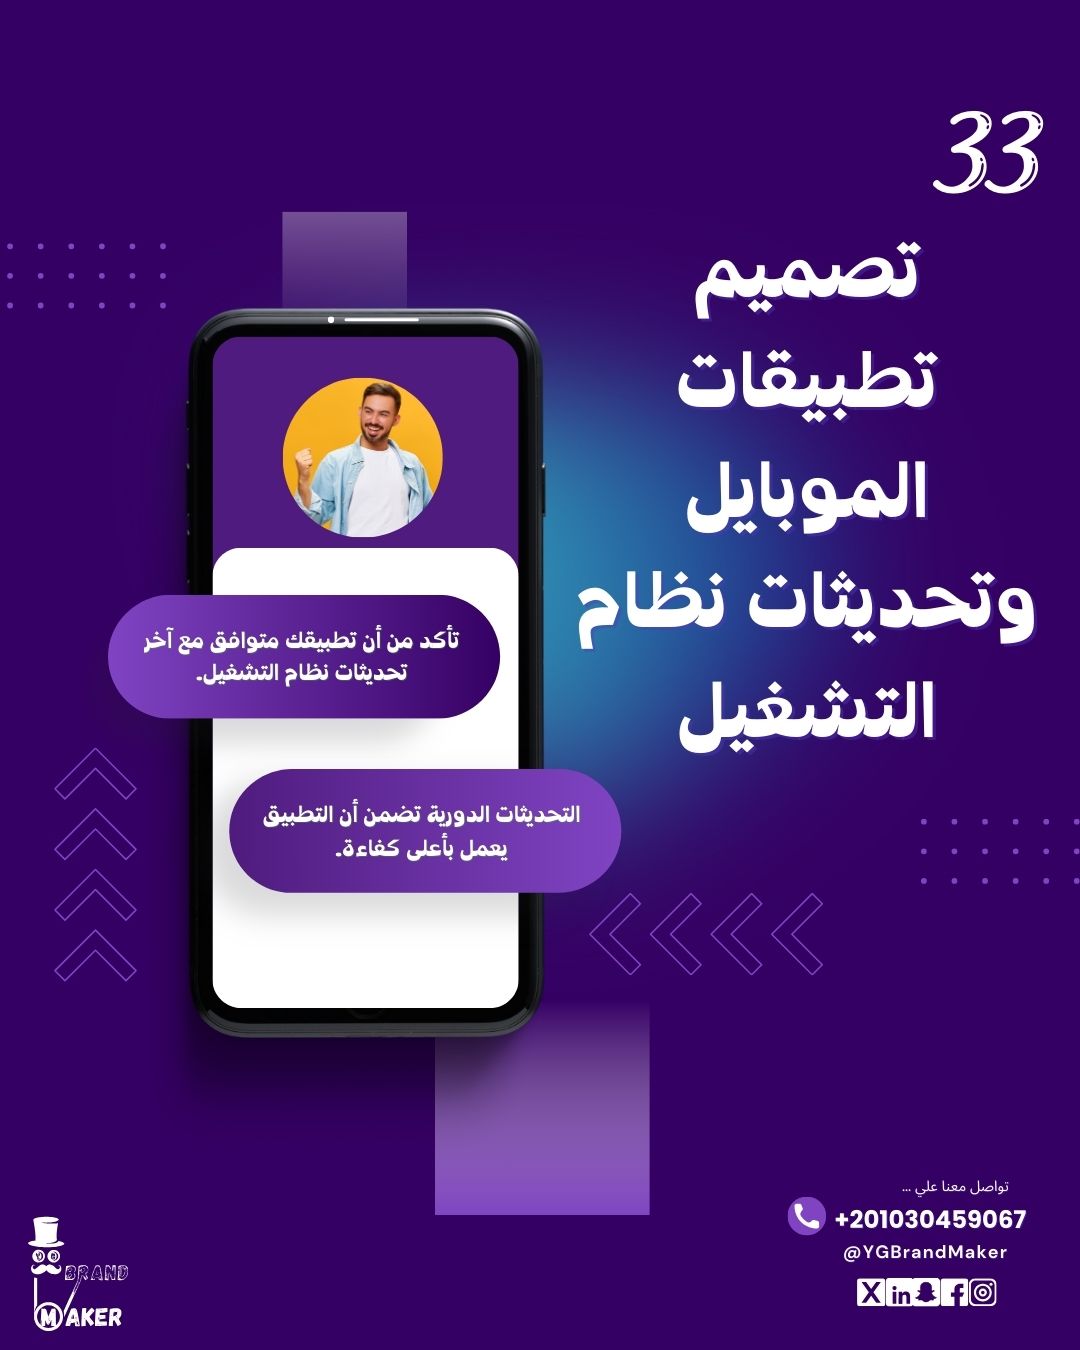 33
تصميم
تطبيقات
الموبايل
وتحديثات نظام
التشغيل
تأكد من أن تطبيقك متوافق مع آخر
تحديثات نظام التشغيل.
التحديثات الدورية تضمن أن التطبيق
يعمل بأعلى كفاءة.
تواصل معنا علي ...
+201030459067
@YGBrandMaker
BRAND
MAKER